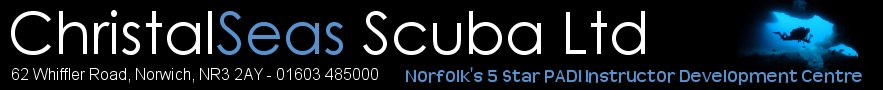 ChristalSeas Scuba Ltd
62 Whiffler Road, Norwich, NR3 2AY - 01603 485000
Norfolk's 5 Star PADI Instructor Development Centre